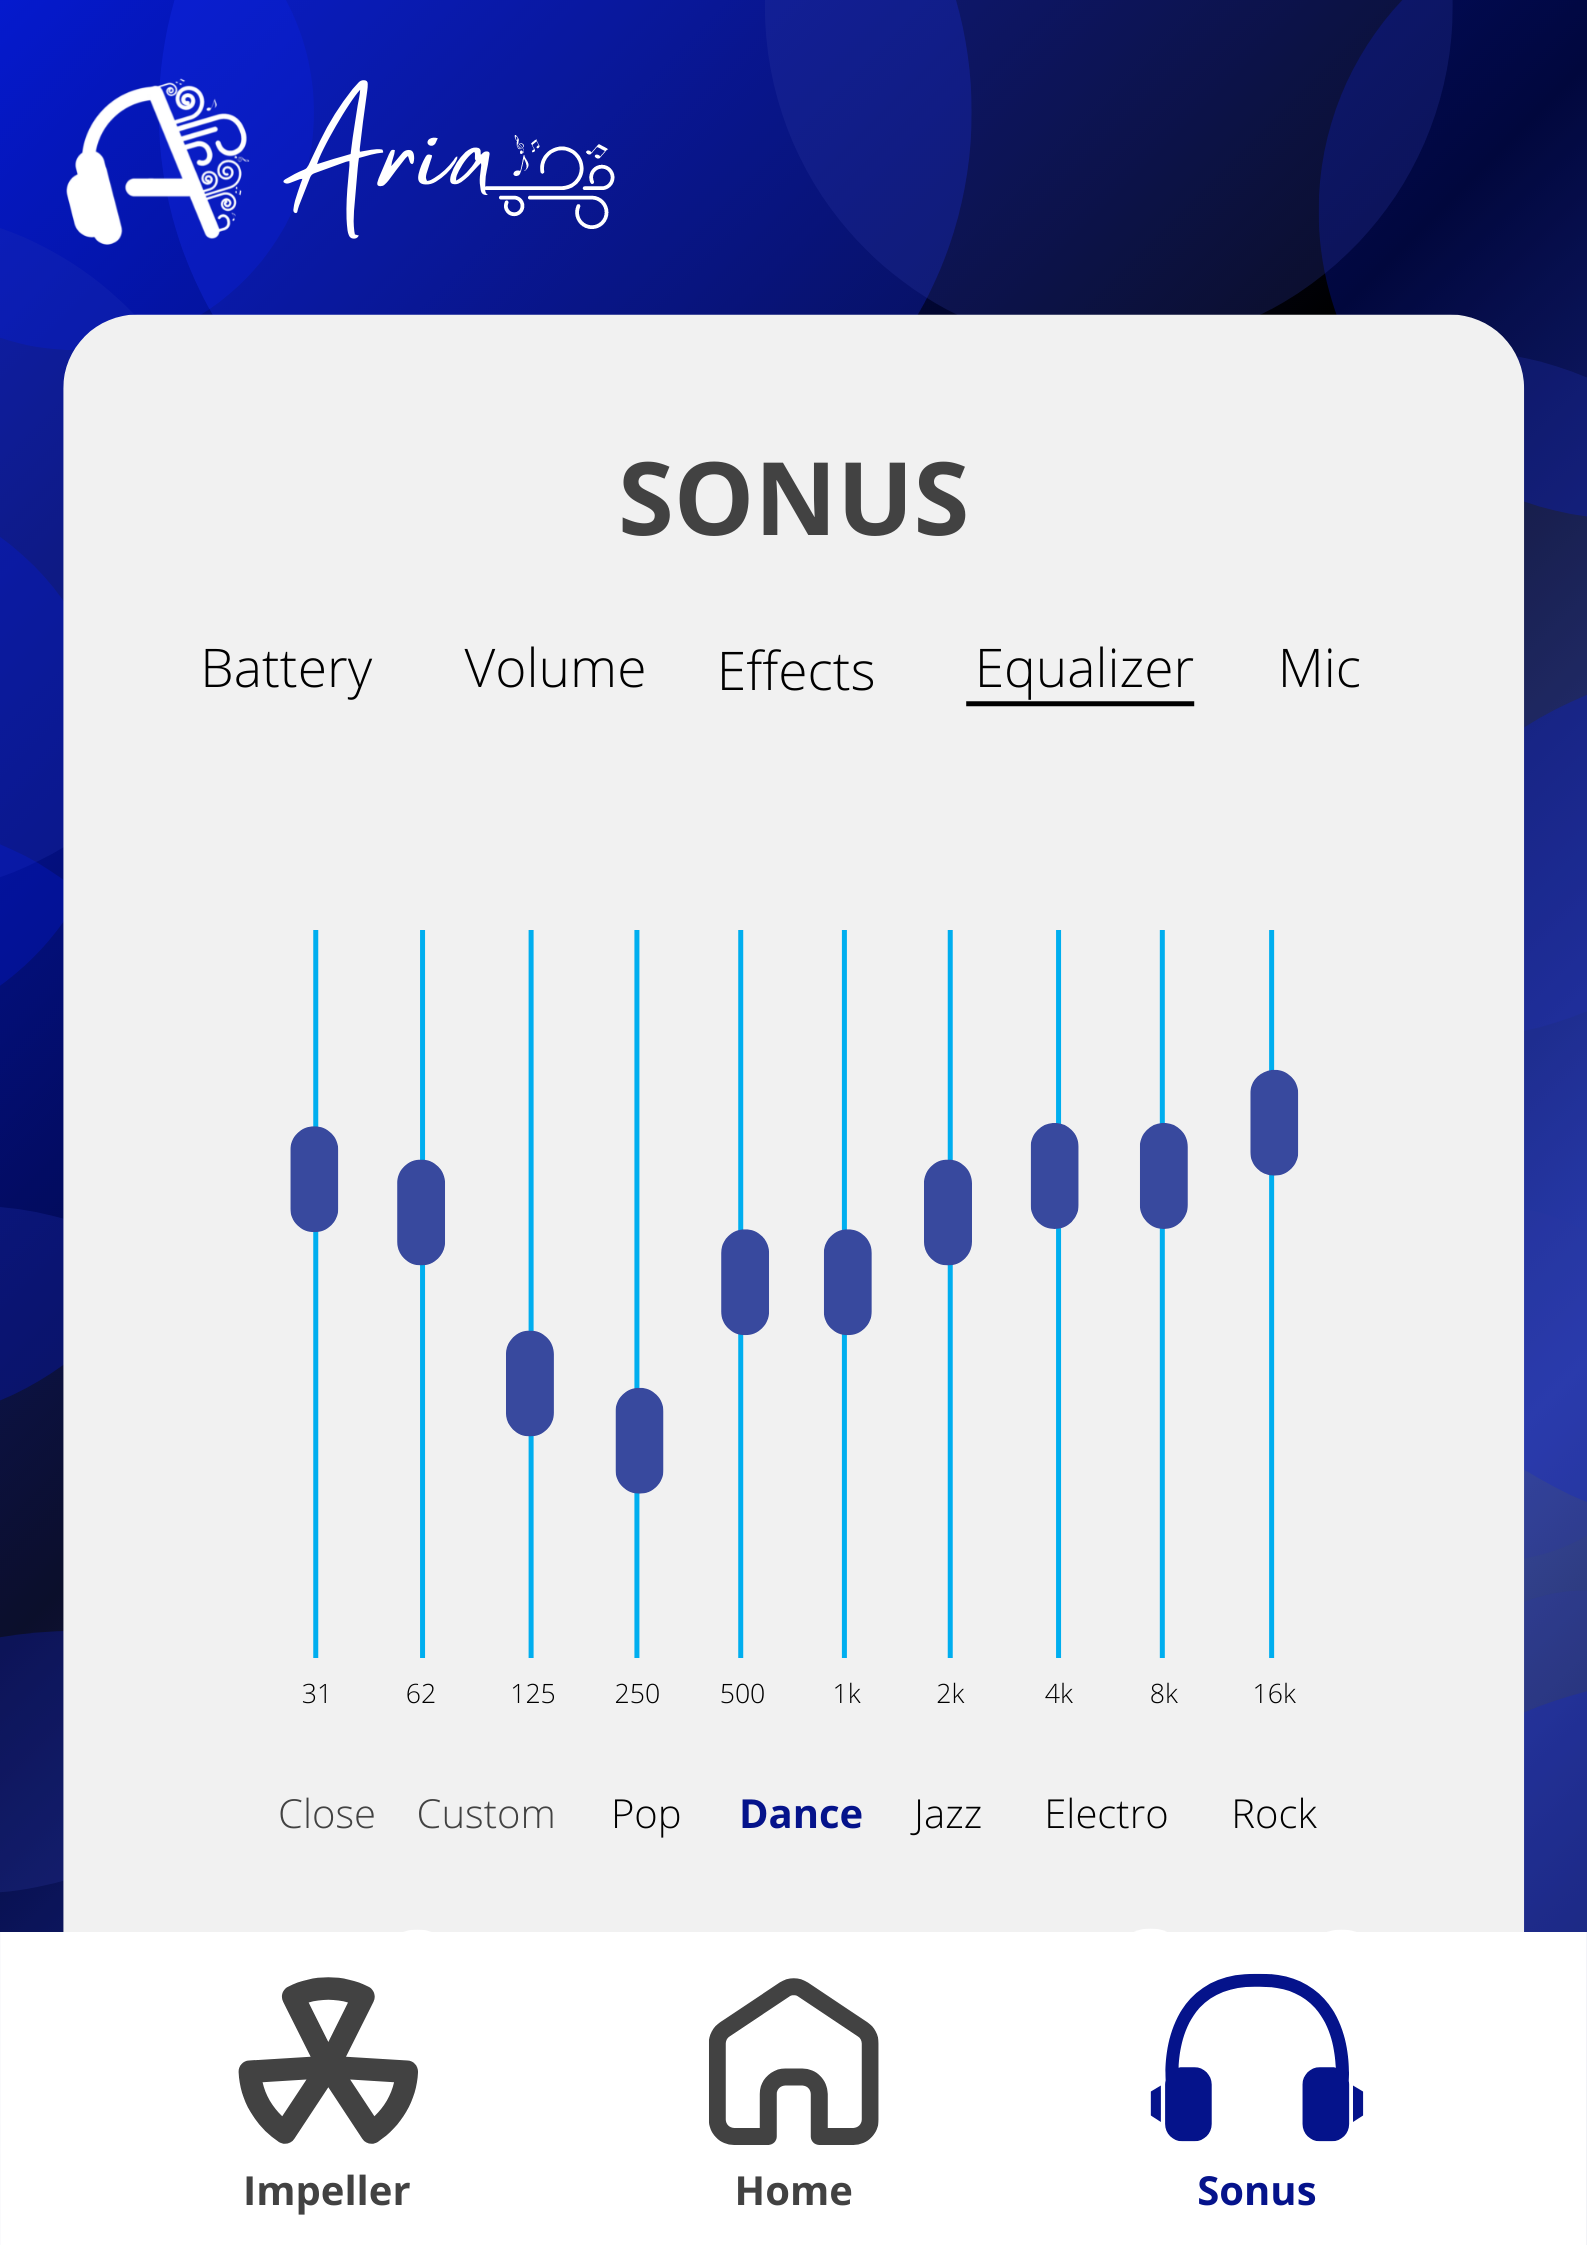 Aria
SONUS
Battery Volume Effects Equalizer Mic
31 62 125 250 500 1k 2k 4k 8k 16k
Close Custom Pop Dance Jazz Electro Rock
Impeller Home Sonus